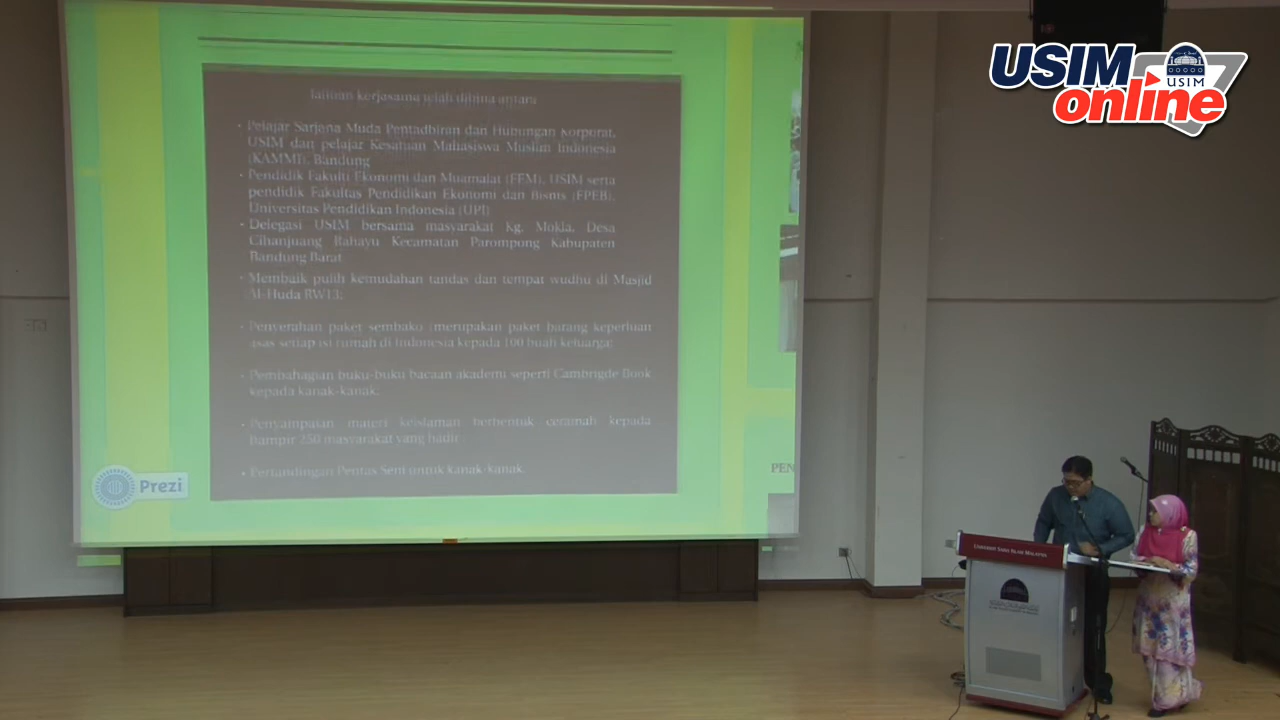 USIM
online
USIM
Jalinan kerjasama telah dibina antara
• Pelajar Sarjana Muda Pentadbiran dan Hubungan Korporat,
USIM dan pelajar Kesatuan Mahasiswa Muslim Indonesia
(KAMMI), Bandung
• Pendidik Fakulti Ekonomi dan Muamalat (FEM), USIM serta
pendidik Fakultas Pendidikan Ekonomi dan Bisnis (FPEB),
Universitas Pendidikan Indonesia (UPI)
• Delegasi USIM bersama masyarakat Kg. Mokla, Desa
Cihanjuang Rahayu Kecamatan Parompong Kabupaten
Bandung Barat
• Membaik pulih kemudahan tandas dan tempat wudhu di Masjid
Al-Huda RW13.
• Penyerahan paket sembako (merupakan paket barang keperluan
asas setiap isi rumah di Indonesia kepada 100 buah keluarga)
• Pembahagian buku-buku bacaan akademi seperti Cambrigde Book
kepada kanak-kanak.
• Penyampaian materi keislaman berbentuk ceramah kepada
hampir 250 masyarakat yang hadir
• Pertandingan Pentas Seni untuk kanak-kanak.
PEN
Prezi
Universiti Sains Islam Malaysia